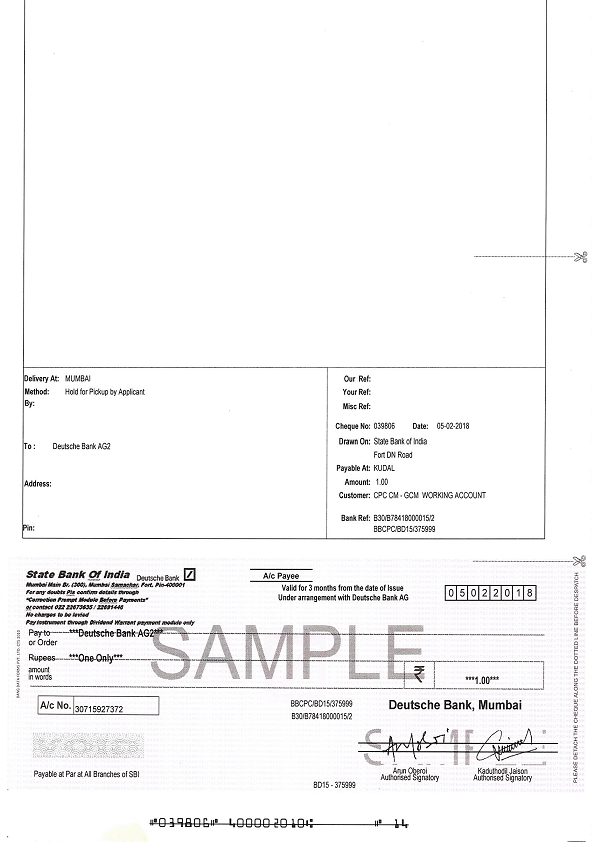 Delivery At: MUMBAI
Method: Hold for Pickup by Applicant
By:
To : Deutsche Bank AG2
Address:
Pin:
Our Ref:
Your Ref:
Misc Ref:
Cheque No: 039806 Date: 05-02-2018
Drawn On: State Bank of India
Fort DN Road
Payable At: KUDAL
Amount: 1.00
Customer: CPC CM - GCM WORKING ACCOUNT
Bank Ref: B30/B78418000015/2
BBCPC/BD15/375999
State Bank Of India Deutsche Bank
Mumbai Main Br. (300), Mumbai Samachar, Fort, Pin-400001
For any doubts Pls confirm details through
"Correction Frempt Module Before Payments"
or contact 022 22673635 / 22691446
No charges to be levied
Pay instrument through Dividend Warrant payment module only
A/c Payee
Valid for 3 months from the date of Issue
Under arrangement with Deutsche Bank AG
05022018
Pay to ***Deutsche Bank AG2***
or Order
Rupees ***One Only***
amount
in words
₹ ***1.00***
SAMPLE
A/c No. 30715927372
BBCPC/BD15/375999
B30/B78418000015/2
Deutsche Bank, Mumbai
VOID
SAMPLE
Arun Oberoi
Authorised Signatory
Kaduthodil Jaison
Authorised Signatory
Payable at Par at All Branches of SBI
BD15 - 375999
PLEASE DETACH THE CHEQUE ALONG THE DOTTED LINE BEFORE DESPATCH
⑈039806⑈ 400002010⑆ ⑈ 14